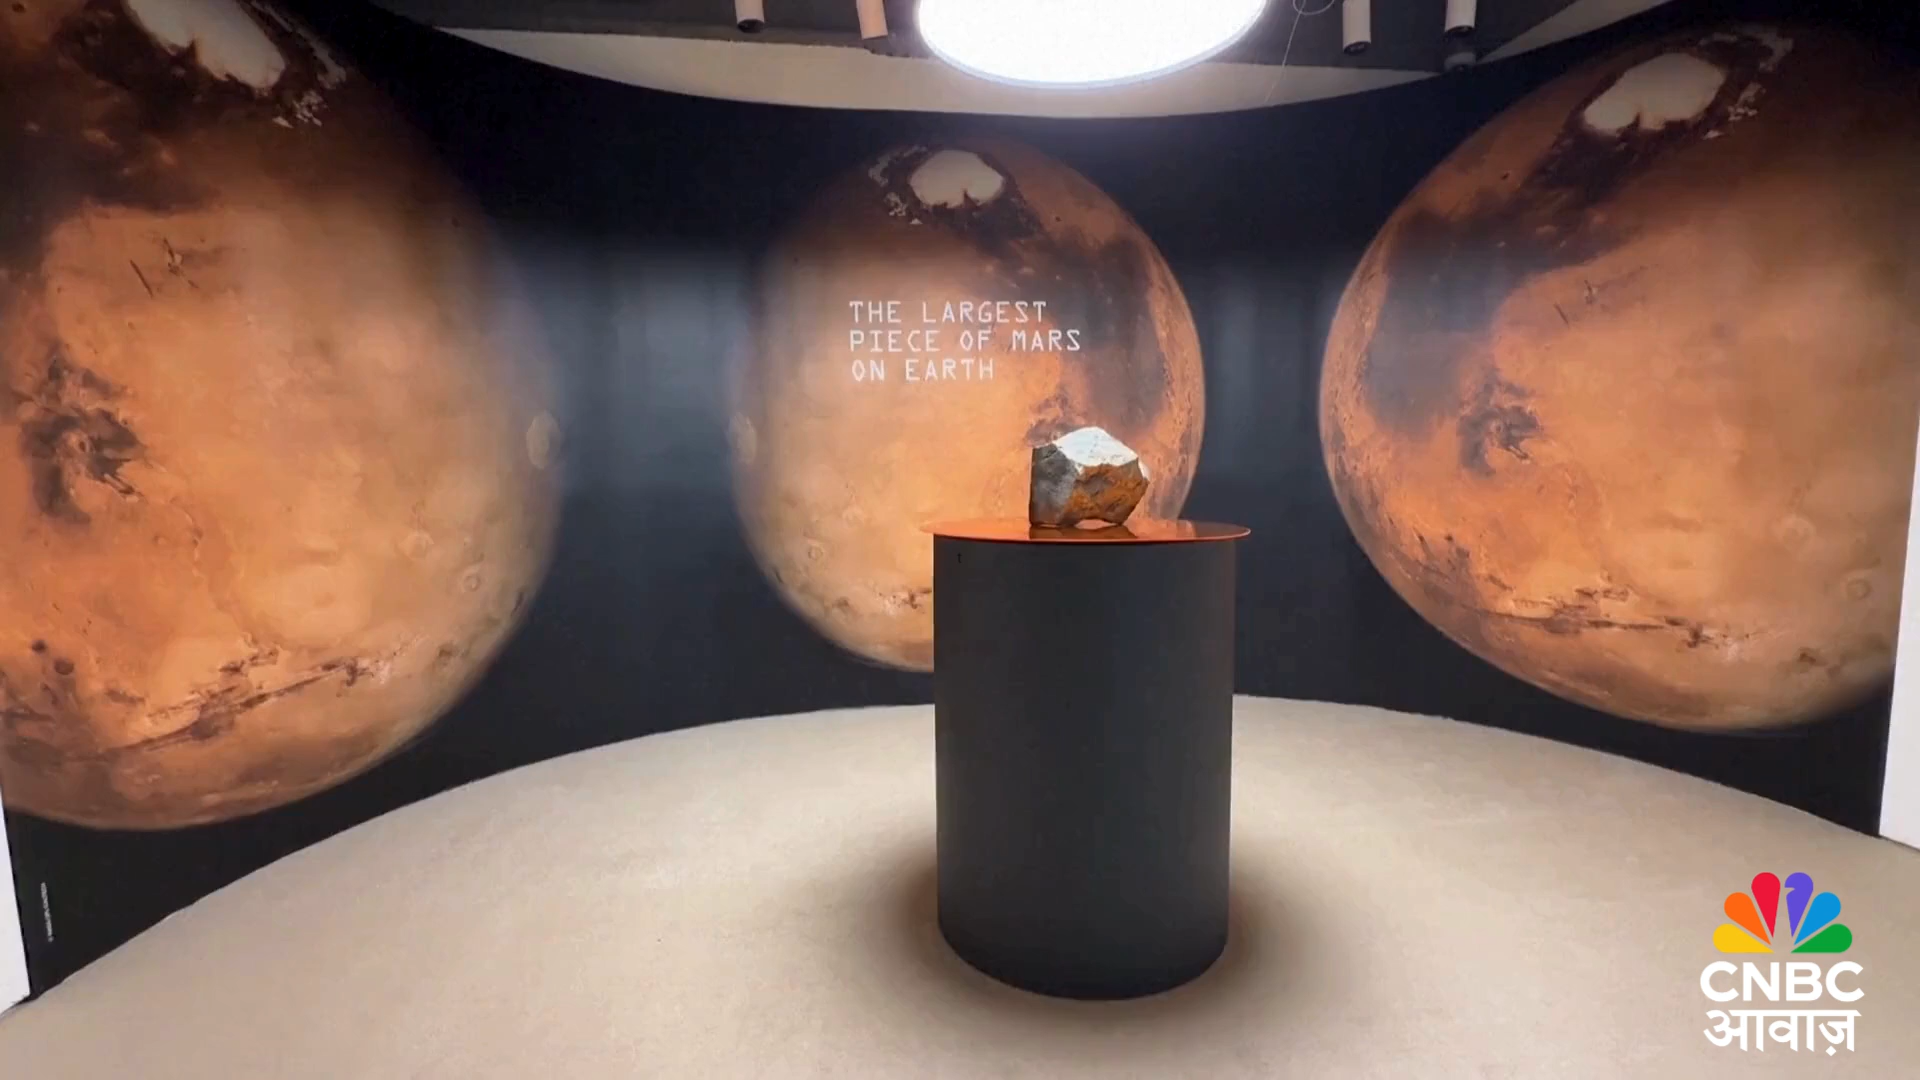 THE LARGEST
PIECE OF MARS
ON EARTH
CNBC
आवाज़